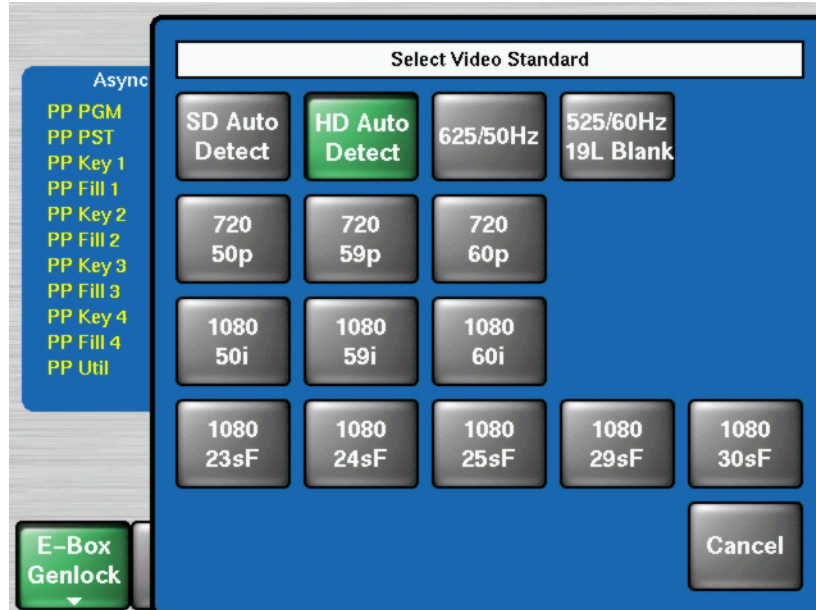 Select Video Standard
Async
PP PGM
PP PST
PP Key 1
PP Fill 1
PP Key 2
PP Fill 2
PP Key 3
PP Fill 3
PP Key 4
PP Fill 4
PP Util
SD Auto
Detect
HD Auto
Detect
625/50Hz
525/60Hz
19L Blank
720
50p
720
59p
720
60p
1080
50i
1080
59i
1080
60i
1080
23sF
1080
24sF
1080
25sF
1080
29sF
1080
30sF
E-Box
Genlock
Cancel